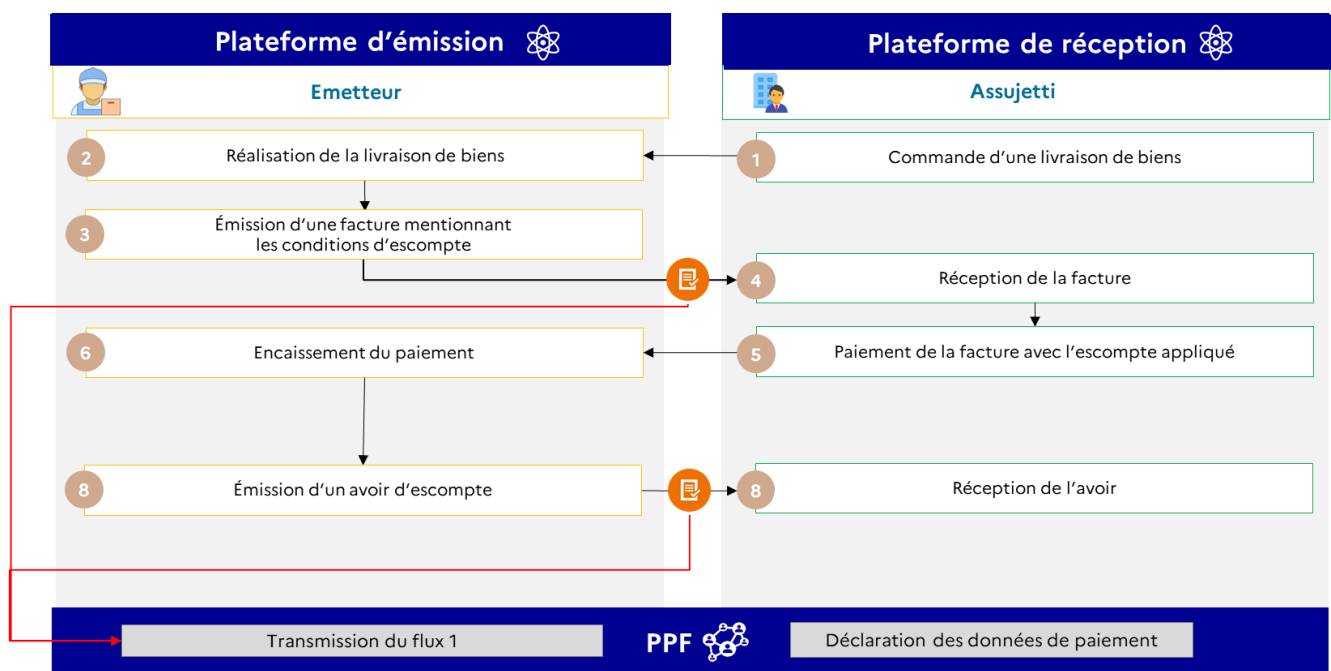 Plateforme d'émission
Plateforme de réception
Emetteur
Assujetti
2
Réalisation de la livraison de biens
1
Commande d'une livraison de biens
3
Émission d'une facture mentionnant
les conditions d'escompte
4
Réception de la facture
6
Encaissement du paiement
5
Paiement de la facture avec l'escompte appliqué
8
Émission d'un avoir d'escompte
8
Réception de l'avoir
Transmission du flux 1
PPF
Déclaration des données de paiement